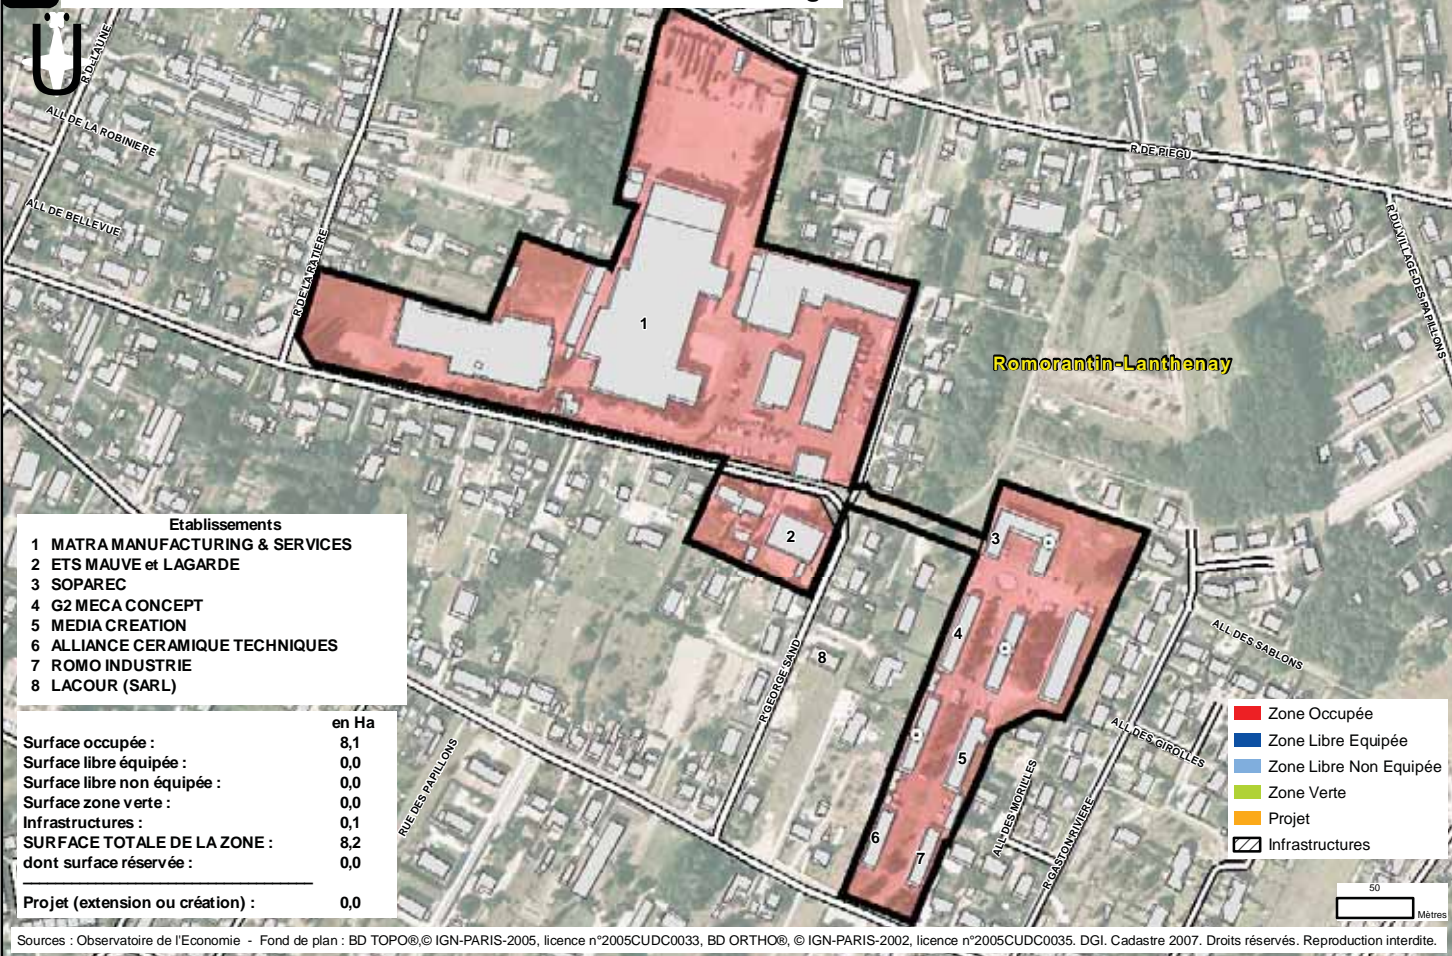 R. DELAUNE
ALL DE LA ROBINIERE
ALL DE BELLEVUE
R DE LA RATIERE
R DE PIEGU
R DU VILLAGE DES PAPILLONS
Romorantin-Lanthenay
1
2
3
4
5
6
7
8
R GEORGE SAND
RUE DES PAPILLONS
ALL DES SABLONS
ALL DES GIROLLES
ALL DES MORILLES
R GASTON RIVIERE
Etablissements
1 MATRA MANUFACTURING & SERVICES
2 ETS MAUVE et LAGARDE
3 SOPAREC
4 G2 MECA CONCEPT
5 MEDIA CREATION
6 ALLIANCE CERAMIQUE TECHNIQUES
7 ROMO INDUSTRIE
8 LACOUR (SARL)
en Ha
Surface occupée : 8,1
Surface libre équipée : 0,0
Surface libre non équipée : 0,0
Surface zone verte : 0,0
Infrastructures : 0,1
SURFACE TOTALE DE LA ZONE : 8,2
dont surface réservée : 0,0
Projet (extension ou création) : 0,0
Zone Occupée
Zone Libre Equipée
Zone Libre Non Equipée
Zone Verte
Projet
Infrastructures
50
Mètres
Sources : Observatoire de l'Economie - Fond de plan : BD TOPO®,© IGN-PARIS-2005, licence n°2005CUDC0033, BD ORTHO®, © IGN-PARIS-2002, licence n°2005CUDC0035. DGI. Cadastre 2007. Droits réservés. Reproduction interdite.